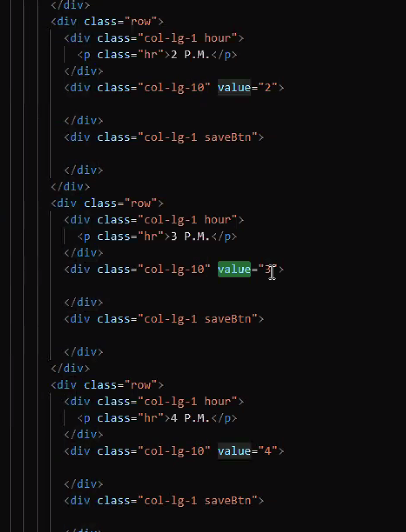 </div>
<div class="row">
<div class="col-lg-1 hour">
<p class="hr">2 P.M.</p>
</div>
<div class="col-lg-10" value="2">
</div>
<div class="col-lg-1 saveBtn">
</div>
</div>
<div class="row">
<div class="col-lg-1 hour">
<p class="hr">3 P.M.</p>
</div>
<div class="col-lg-10" value="3">
</div>
<div class="col-lg-1 saveBtn">
</div>
</div>
<div class="row">
<div class="col-lg-1 hour">
<p class="hr">4 P.M.</p>
</div>
<div class="col-lg-10" value="4">
</div>
<div class="col-lg-1 saveBtn">
</div>